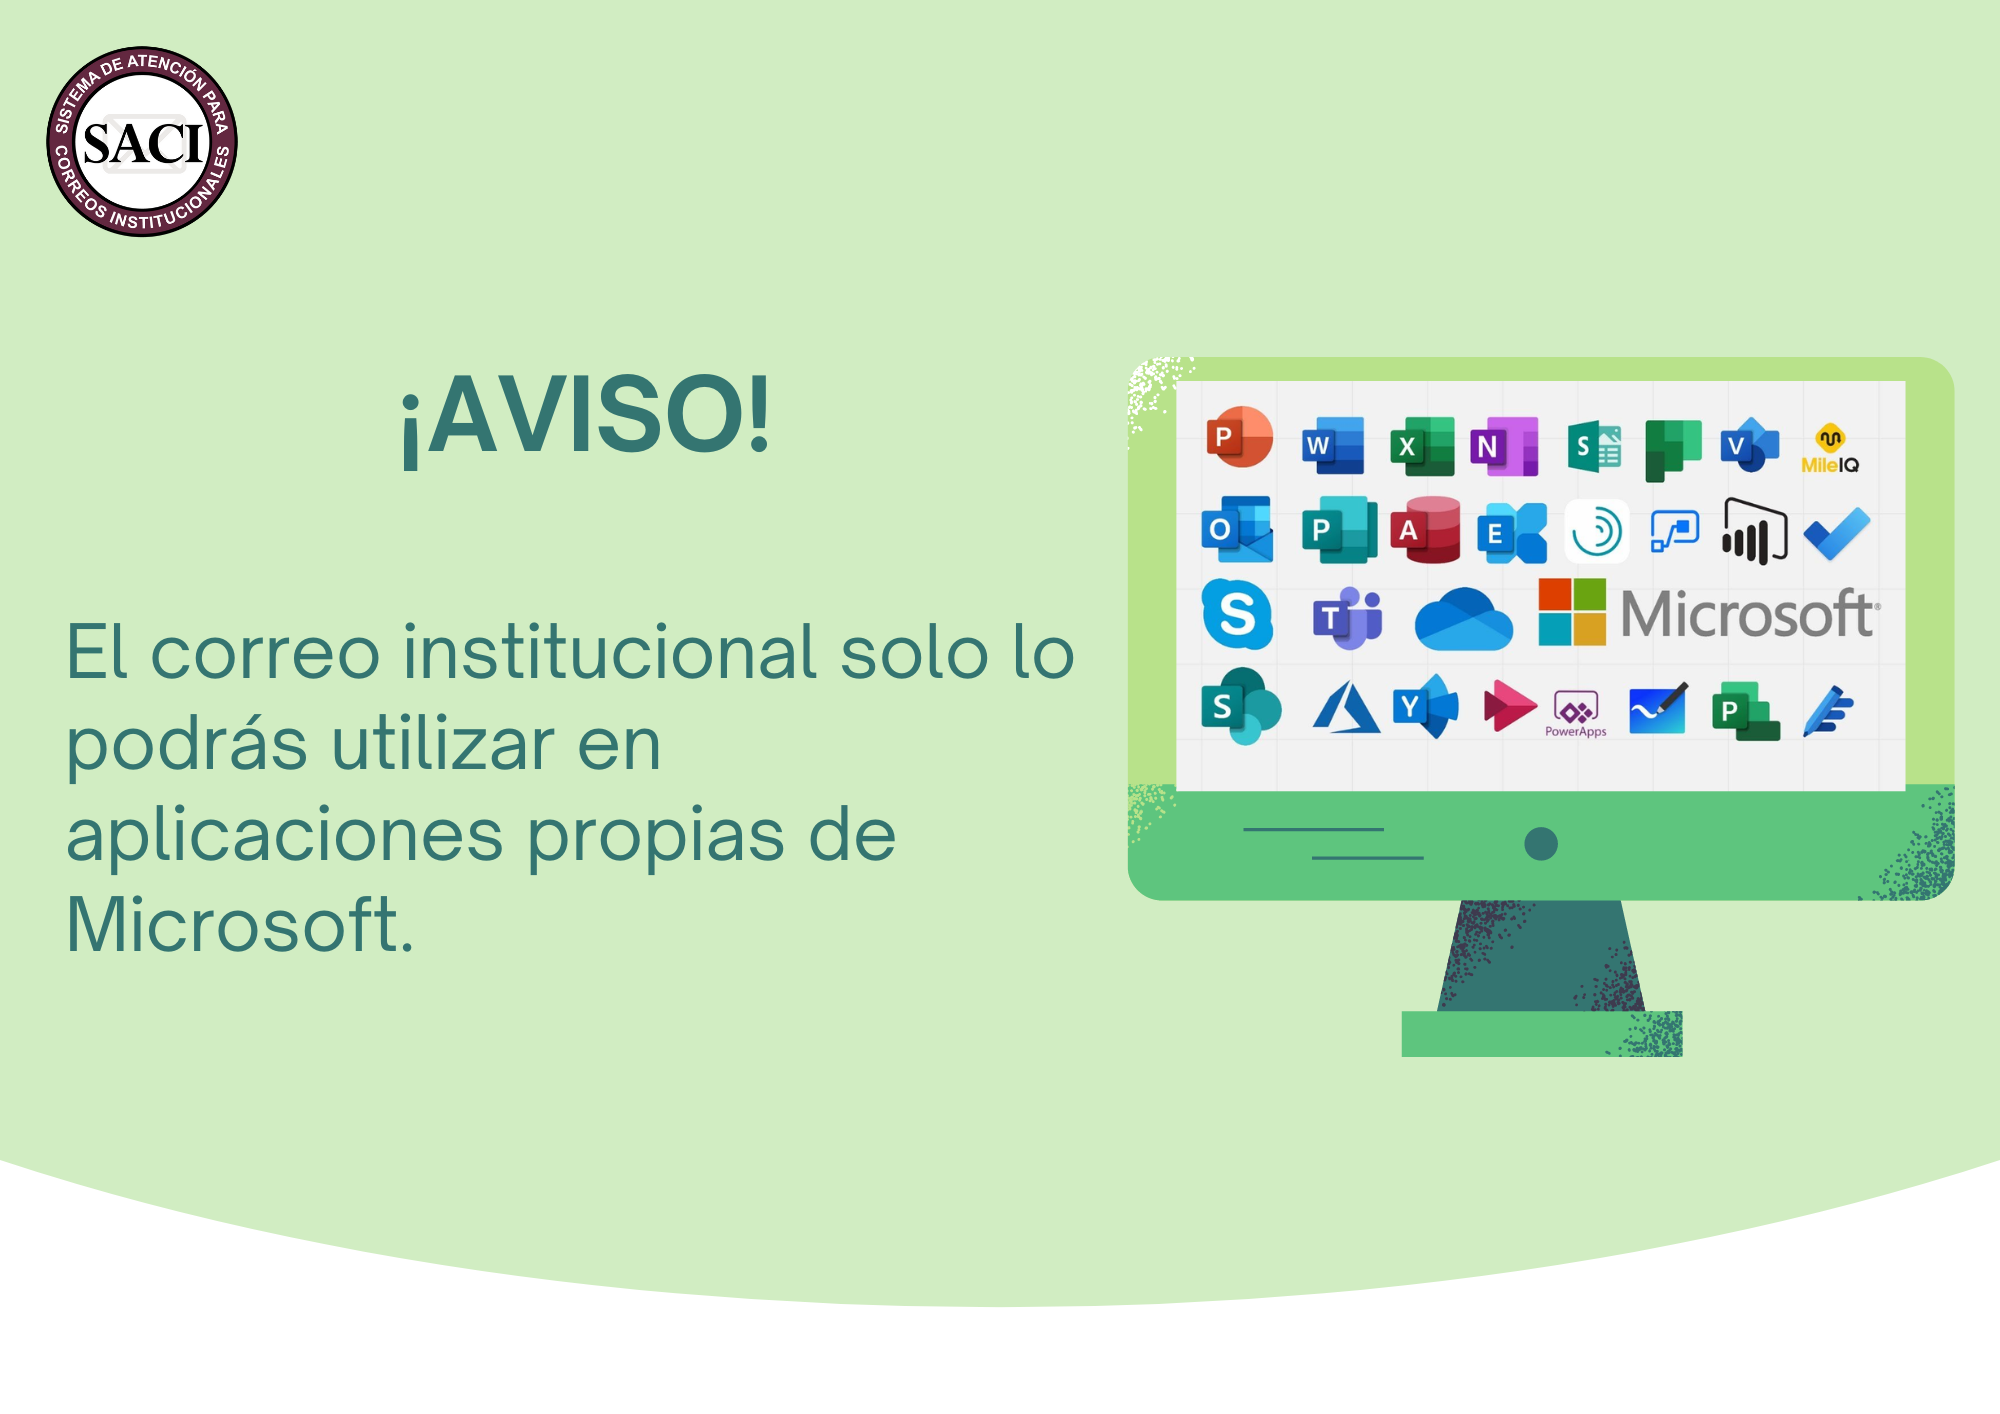 SISTEMA DE ATENCIÓN PARA
SACI
CORREOS INSTITUCIONALES
¡AVISO!
El correo institucional solo lo
podrás utilizar en
aplicaciones propias de
Microsoft.
P W X N S V MileIQ
O P A E
S T Microsoft®
S Y PowerApps P